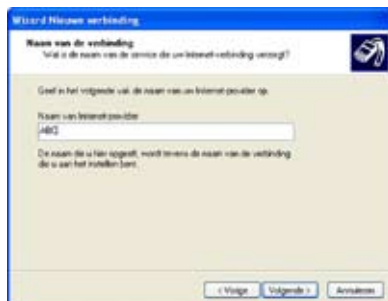 Wizard Nieuwe verbinding
Naam van de verbinding
Wat is de naam van de service die uw Internet-verbinding verzorgt?
Geef in het volgende vak de naam van uw Internet-provider op.
Naam van Internet-provider
ABC
De naam die u hier opgeeft, wordt tevens de naam van de verbinding
die u aan het instellen bent.
< Vorige
Volgende >
Annuleren